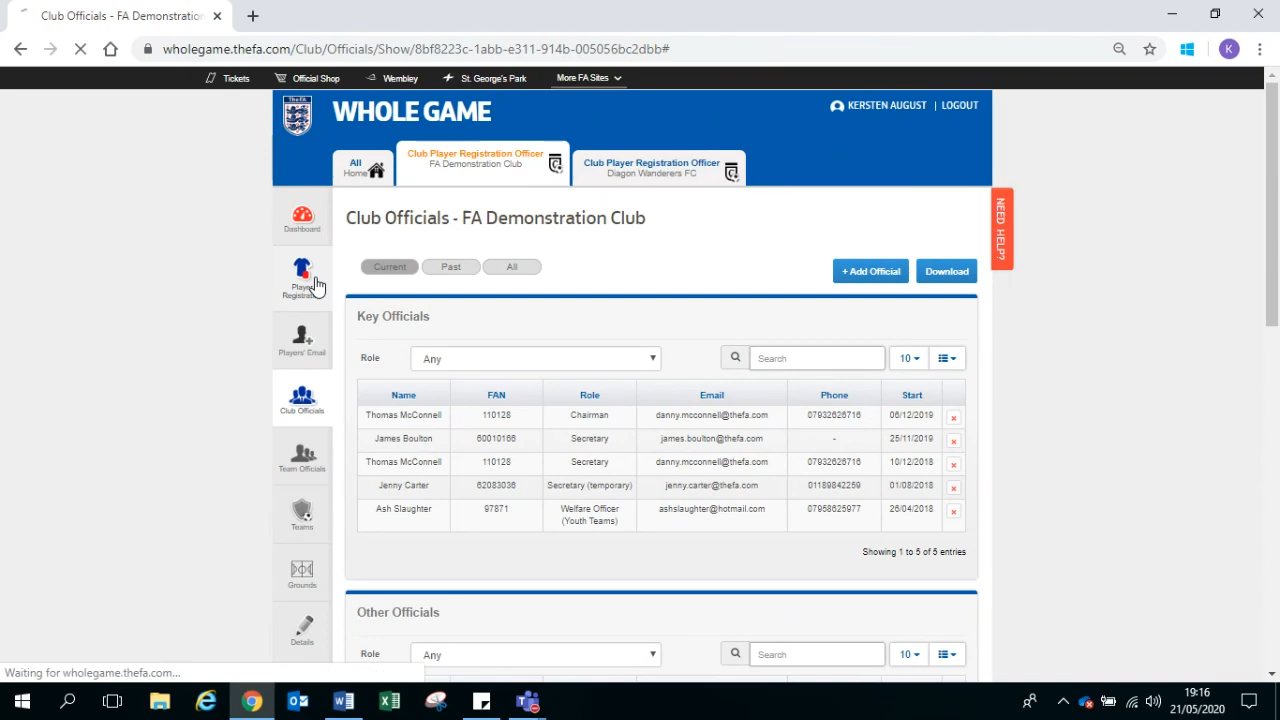 Club Officials - FA Demonstration
wholegame.thefa.com/Club/Officials/Show/8bf8223c-1abb-e311-914b-005056bc2dbb#
K
Tickets Official Shop Wembley St. George's Park More FA Sites
WHOLE GAME
KERSTEN AUGUST | LOGOUT
All
Home
Club Player Registration Officer
FA Demonstration Club
Club Player Registration Officer
Diagon Wanderers FC
NEED HELP?
Dashboard
Players' Email
Club Officials
Team Officials
Teams
Grounds
Details
Club Officials - FA Demonstration Club
Current Past All
+ Add Official Download
Key Officials
Role Any Search 10
Name FAN Role Email Phone Start
Thomas McConnell 110128 Chairman danny.mcconnell@thefa.com 07932626716 06/12/2019
James Boulton 60010166 Secretary james.boulton@thefa.com - 25/11/2019
Thomas McConnell 110128 Secretary danny.mcconnell@thefa.com 07932626716 10/12/2018
Jenny Carter 62083036 Secretary (temporary) jenny.carter@thefa.com 01189842259 01/08/2018
Ash Slaughter 97871 Welfare Officer (Youth Teams) ashslaughter@hotmail.com 07958625977 26/04/2018
Showing 1 to 5 of 5 entries
Other Officials
Role Any Search 10
Waiting for wholegame.thefa.com...
19:16
21/05/2020